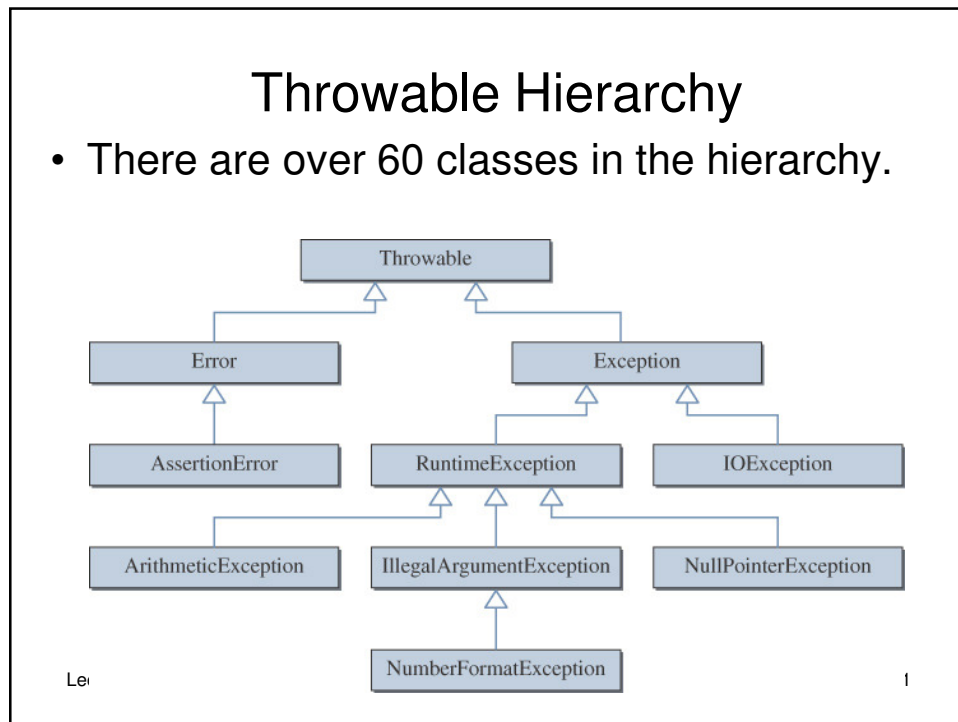 Throwable Hierarchy
• There are over 60 classes in the hierarchy.
Throwable
Error Exception
AssertionError RuntimeException IOException
ArithmeticException IllegalArgumentException NullPointerException
NumberFormatException